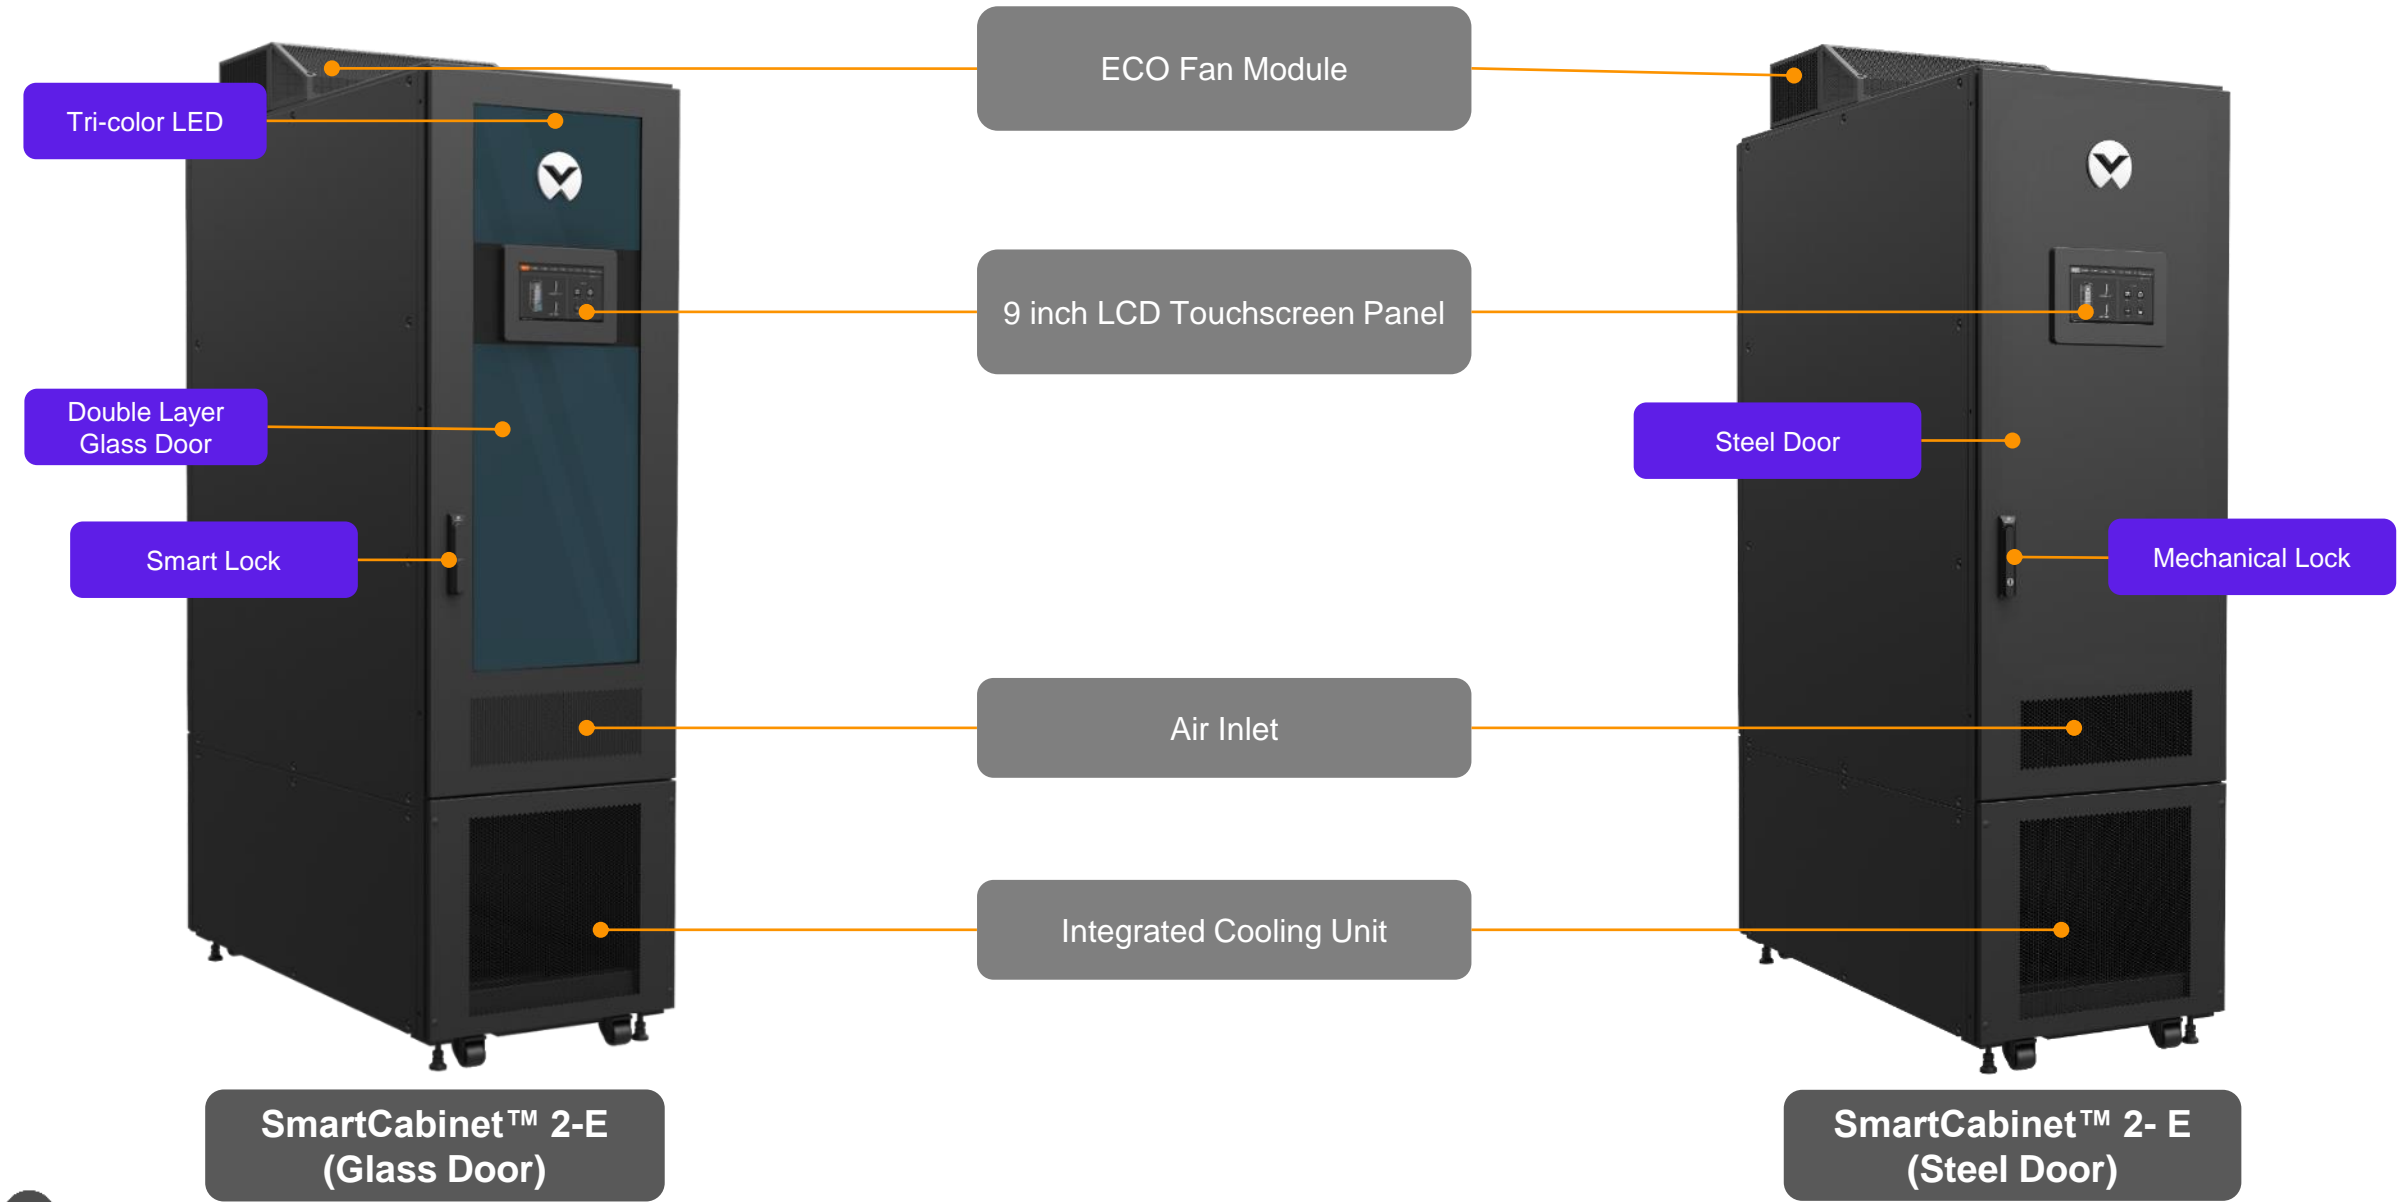 ECO Fan Module
Tri-color LED
9 inch LCD Touchscreen Panel
Double Layer
Glass Door
Steel Door
Smart Lock
Mechanical Lock
Air Inlet
Integrated Cooling Unit
SmartCabinet™ 2-E
(Glass Door)
SmartCabinet™ 2- E
(Steel Door)